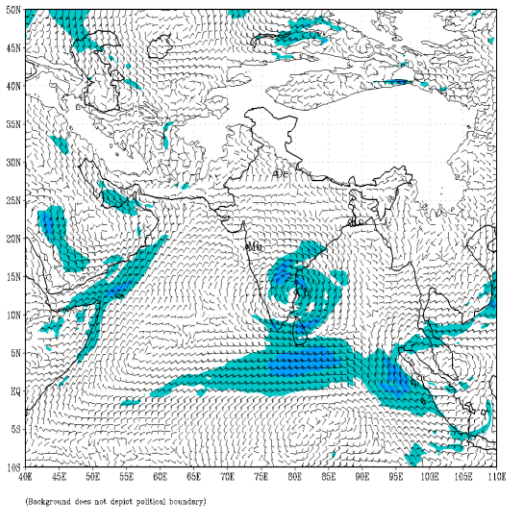 50N
45N
40N
35N
30N
25N
20N
15N
10N
5N
EQ
5S
10S
De
Mu
40E 45E 50E 55E 60E 65E 70E 75E 80E 85E 90E 95E 100E 105E 110E
(Background does not depict political boundary)